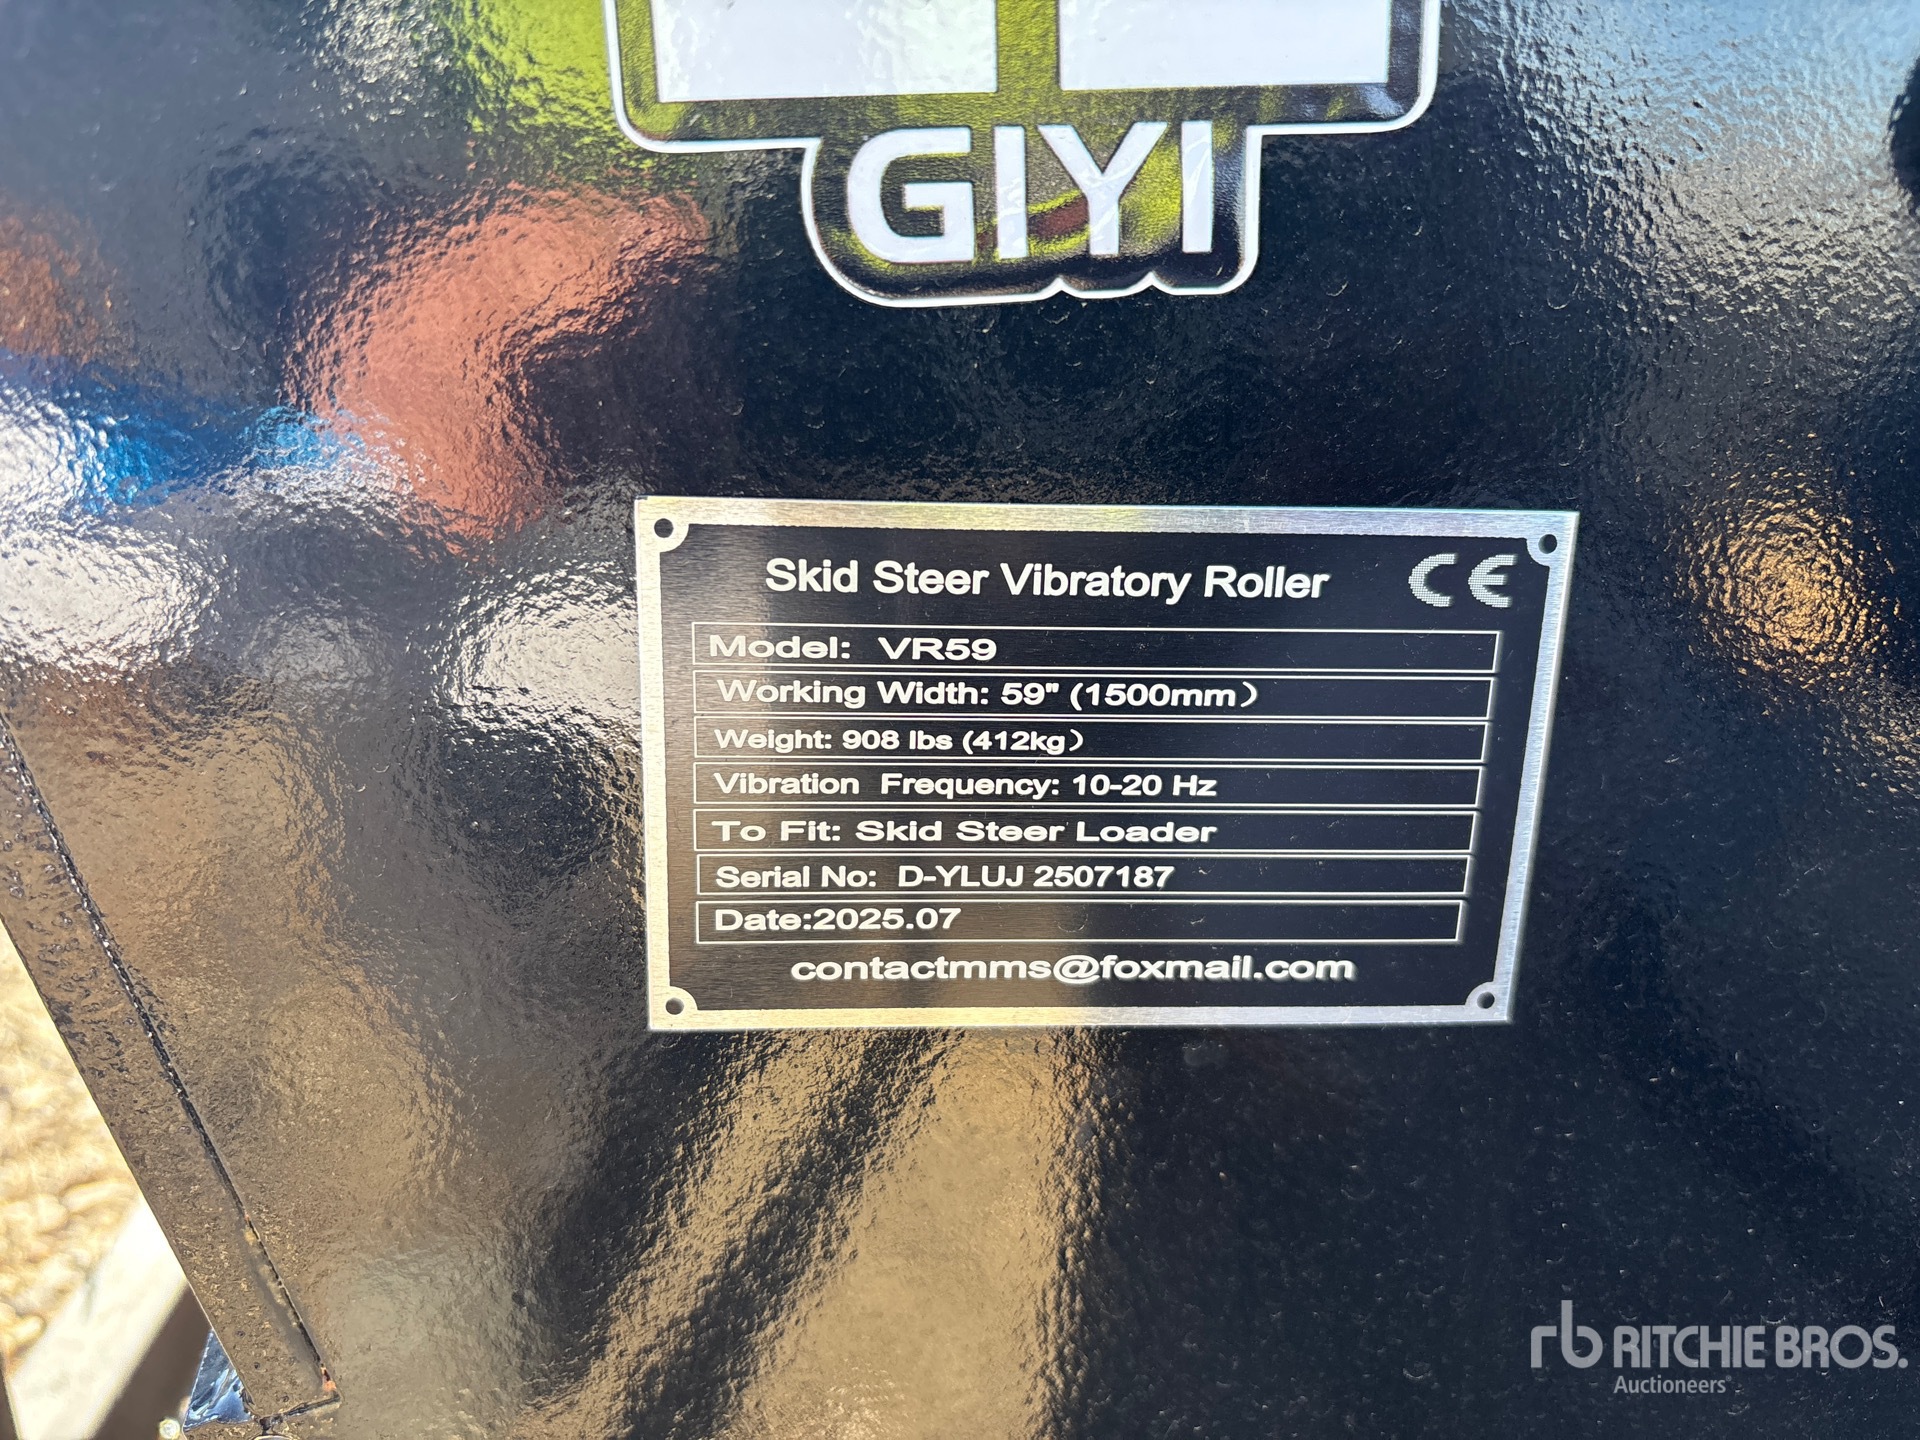 GIYI
Skid Steer Vibratory Roller CE
Model: VR59
Working Width: 59" (1500mm)
Weight: 908 lbs (412kg)
Vibration Frequency: 10-20 Hz
To Fit: Skid Steer Loader
Serial No: D-YLUJ 2507187
Date:2025.07
contactmms@foxmail.com
rb RITCHIE BROS.
Auctioneers